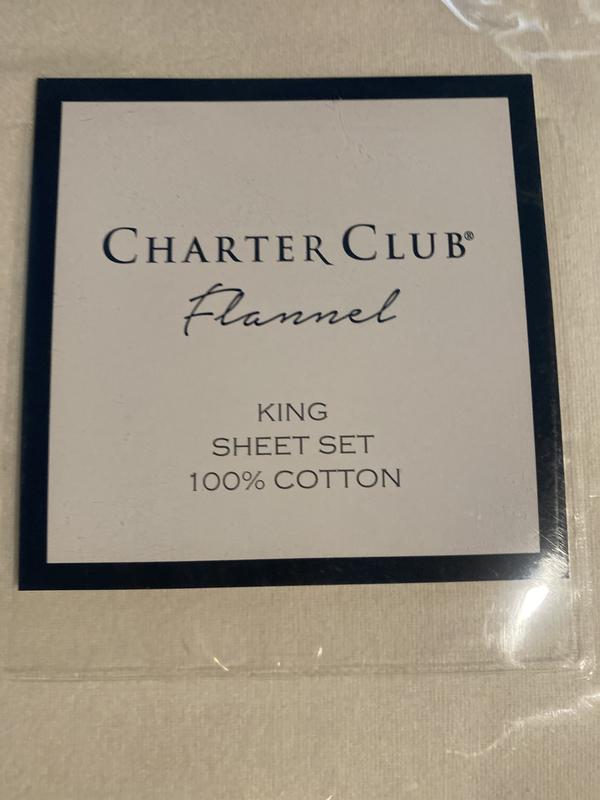 CHARTER CLUB®
Flannel
KING
SHEET SET
100% COTTON